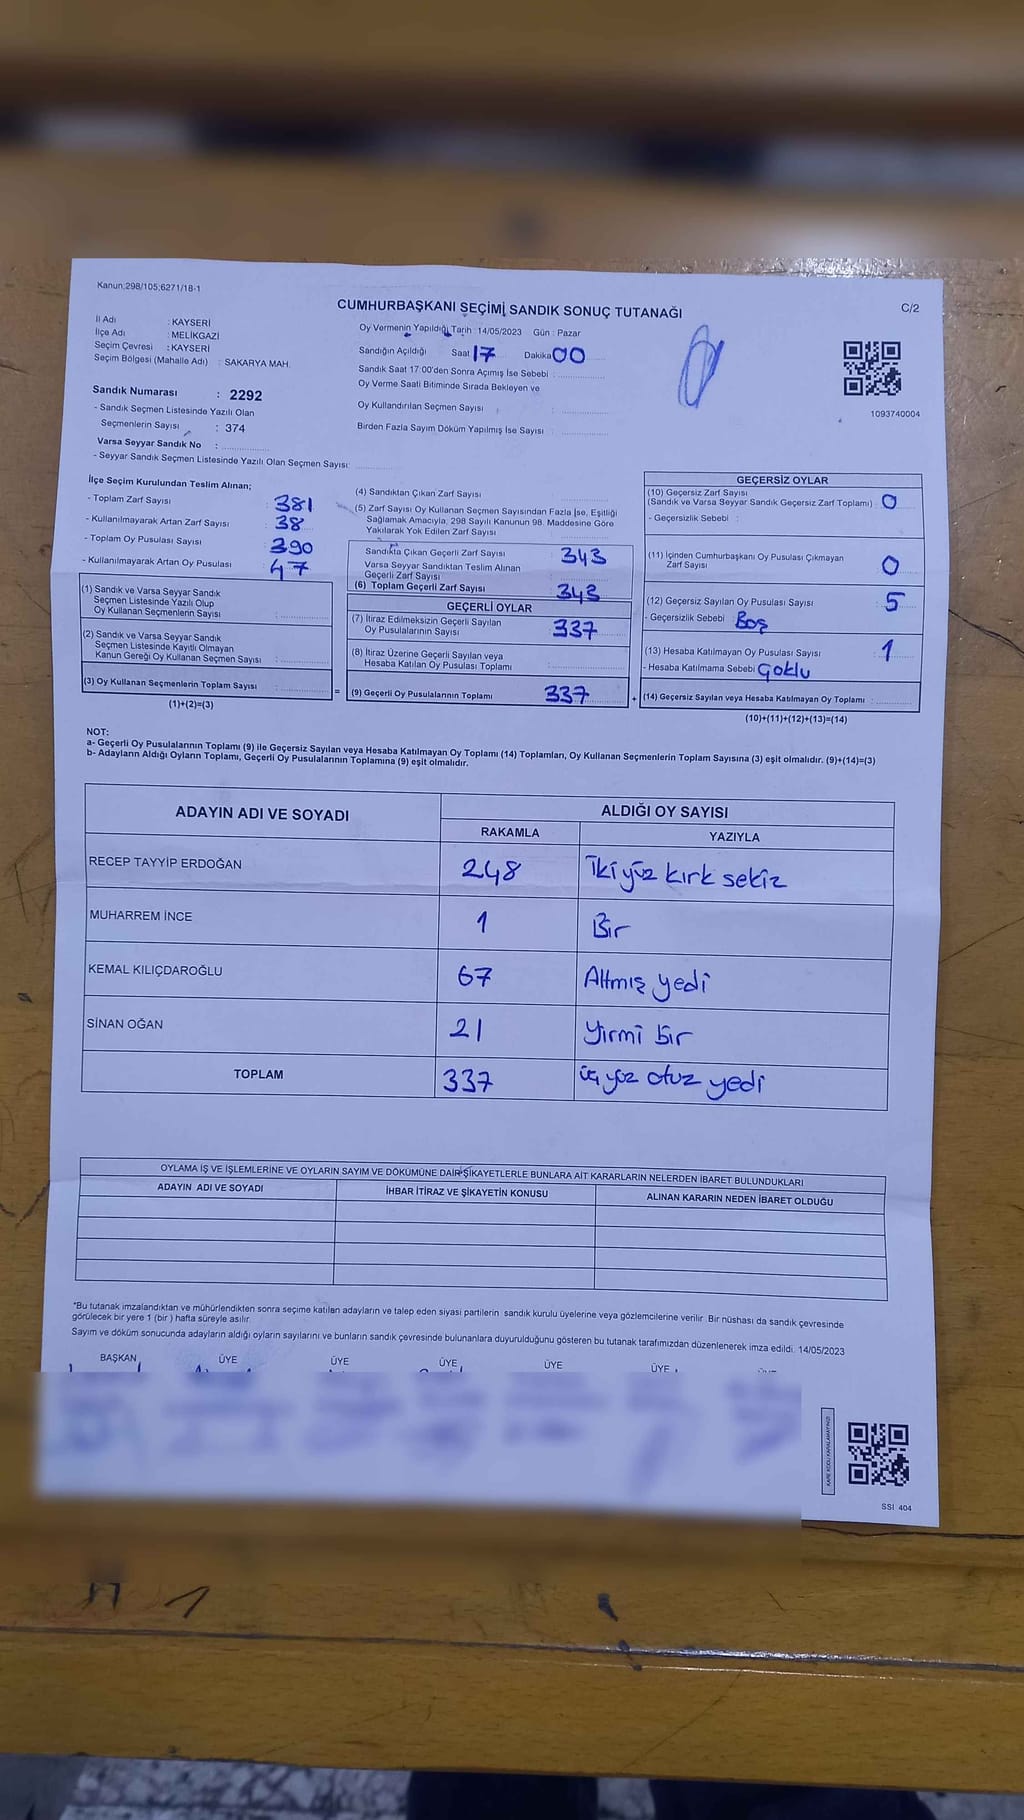 Kanun:298/105;6271/18-1
C/2
CUMHURBAŞKANI SEÇİMİ SANDIK SONUÇ TUTANAĞI
İl Adı : KAYSERİ
İlçe Adı : MELİKGAZİ
Seçim Çevresi : KAYSERİ
Seçim Bölgesi (Mahalle Adı) : SAKARYA MAH.
Sandık Numarası : 2292
- Sandık Seçmen Listesinde Yazılı Olan
Seçmenlerin Sayısı : 374
Varsa Seyyar Sandık No :
- Seyyar Sandık Seçmen Listesinde Yazılı Olan Seçmen Sayısı:
Oy Vermenin Yapıldığı Tarih : 14/05/2023 Gün : Pazar
Sandığın Açıldığı Saat 17 Dakika 00
Sandık Saat 17:00'den Sonra Açımış İse Sebebi :
Oy Verme Saati Bitiminde Sırada Bekleyen ve
Oy Kullandırılan Seçmen Sayısı :
Birden Fazla Sayım Döküm Yapılmış İse Sayısı :
1093740004
İlçe Seçim Kurulundan Teslim Alınan;
- Toplam Zarf Sayısı : 381
- Kullanılmayarak Artan Zarf Sayısı : 38
- Toplam Oy Pusulası Sayısı : 390
- Kullanılmayarak Artan Oy Pusulası : 47
(1) Sandık ve Varsa Seyyar Sandık
Seçmen Listesinde Yazılı Olup
Oy Kullanan Seçmenlerin Sayısı :
(2) Sandık ve Varsa Seyyar Sandık
Seçmen Listesinde Kayıtlı Olmayan
Kanun Gereği Oy Kullanan Seçmen Sayısı :
(3) Oy Kullanan Seçmenlerin Toplam Sayısı :
(1)+(2)=(3)
=
(4) Sandıktan Çıkan Zarf Sayısı
(5) Zarf Sayısı Oy Kullanan Seçmen Sayısından Fazla İse, Eşitliği
Sağlamak Amacıyla, 298 Sayılı Kanunun 98. Maddesine Göre
Yakılarak Yok Edilen Zarf Sayısı
Sandıkta Çıkan Geçerli Zarf Sayısı : 343
Varsa Seyyar Sandıktan Teslim Alınan
Geçerli Zarf Sayısı
(6) Toplam Geçerli Zarf Sayısı : 343
GEÇERLİ OYLAR
(7) İtiraz Edilmeksizin Geçerli Sayılan
Oy Pusulalarının Sayısı : 337
(8) İtiraz Üzerine Geçerli Sayılan veya
Hesaba Katılan Oy Pusulası Toplamı
(9) Geçerli Oy Pusulalarının Toplamı 337
+
GEÇERSİZ OYLAR
(10) Geçersiz Zarf Sayısı
(Sandık ve Varsa Seyyar Sandık Geçersiz Zarf Toplamı) : 0
- Geçersizlik Sebebi :
(11) İçinden Cumhurbaşkanı Oy Pusulası Çıkmayan
Zarf Sayısı 0
(12) Geçersiz Sayılan Oy Pusulası Sayısı : 5
- Geçersizlik Sebebi Boş
(13) Hesaba Katılmayan Oy Pusulası Sayısı : 1
- Hesaba Katılmama Sebebi Çoklu
(14) Geçersiz Sayılan veya Hesaba Katılmayan Oy Toplamı :
(10)+(11)+(12)+(13)=(14)
NOT:
a- Geçerli Oy Pusulalarının Toplamı (9) ile Geçersiz Sayılan veya Hesaba Katılmayan Oy Toplamı (14) Toplamları, Oy Kullanan Seçmenlerin Toplam Sayısına (3) eşit olmalıdır. (9)+(14)=(3)
b- Adayların Aldığı Oyların Toplamı, Geçerli Oy Pusulalarının Toplamına (9) eşit olmalıdır.
ADAYIN ADI VE SOYADI
ALDIĞI OY SAYISI
RAKAMLA
YAZIYLA
RECEP TAYYİP ERDOĞAN 248 İki yüz kırk sekiz
MUHARREM İNCE 1 Bir
KEMAL KILIÇDAROĞLU 67 Altmış yedi
SİNAN OĞAN 21 Yirmi bir
TOPLAM 337 üç yüz otuz yedi
OYLAMA İŞ VE İŞLEMLERİNE VE OYLARIN SAYIM VE DÖKÜMÜNE DAİR ŞİKAYETLERLE BUNLARA AİT KARARLARIN NELERDEN İBARET BULUNDUKLARI
ADAYIN ADI VE SOYADI
İHBAR İTİRAZ VE ŞİKAYETİN KONUSU
ALINAN KARARIN NEDEN İBARET OLDUĞU
*Bu tutanak imzalandıktan ve mühürlendikten sonra seçime katılan adayların ve talep eden siyasi partilerin sandık kurulu üyelerine veya gözlemcilerine verilir. Bir nüshası da sandık çevresinde
görülecek bir yere 1 (bir ) hafta süreyle asılır.
Sayım ve döküm sonucunda adayların aldığı oyların sayılarını ve bunların sandık çevresinde bulunanlara duyurulduğunu gösteren bu tutanak tarafımızdan düzenlenerek imza edildi. 14/05/2023
BAŞKAN ÜYE ÜYE ÜYE ÜYE ÜYE
KARE KODU KARALAMAYINIZ!
SSI 404